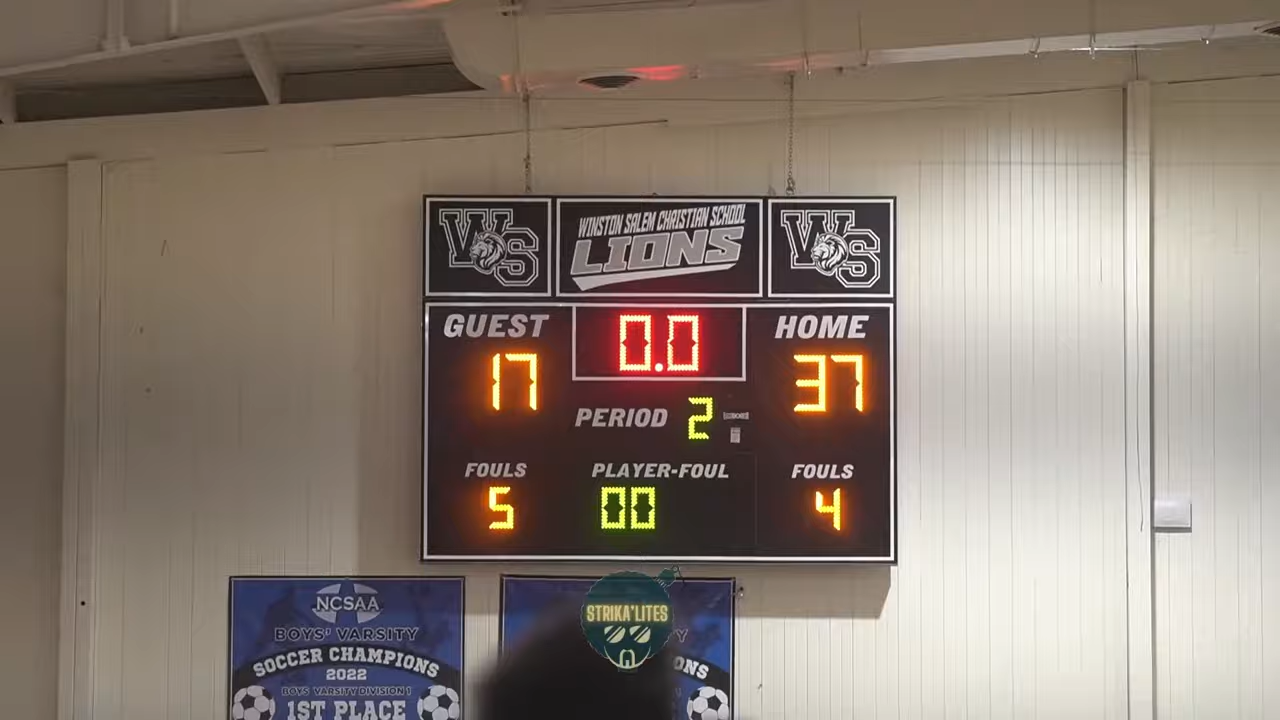 WS
WINSTON SALEM CHRISTIAN SCHOOL
LIONS
WS
GUEST
0.0
HOME
17
37
PERIOD 2
FOULS
PLAYER-FOUL
FOULS
5
00
4
NCSAA
BOYS' VARSITY
SOCCER CHAMPIONS
2022
BOYS VARSITY DIVISION 1
1ST PLACE
STRIKA'LITES
Y
ONS